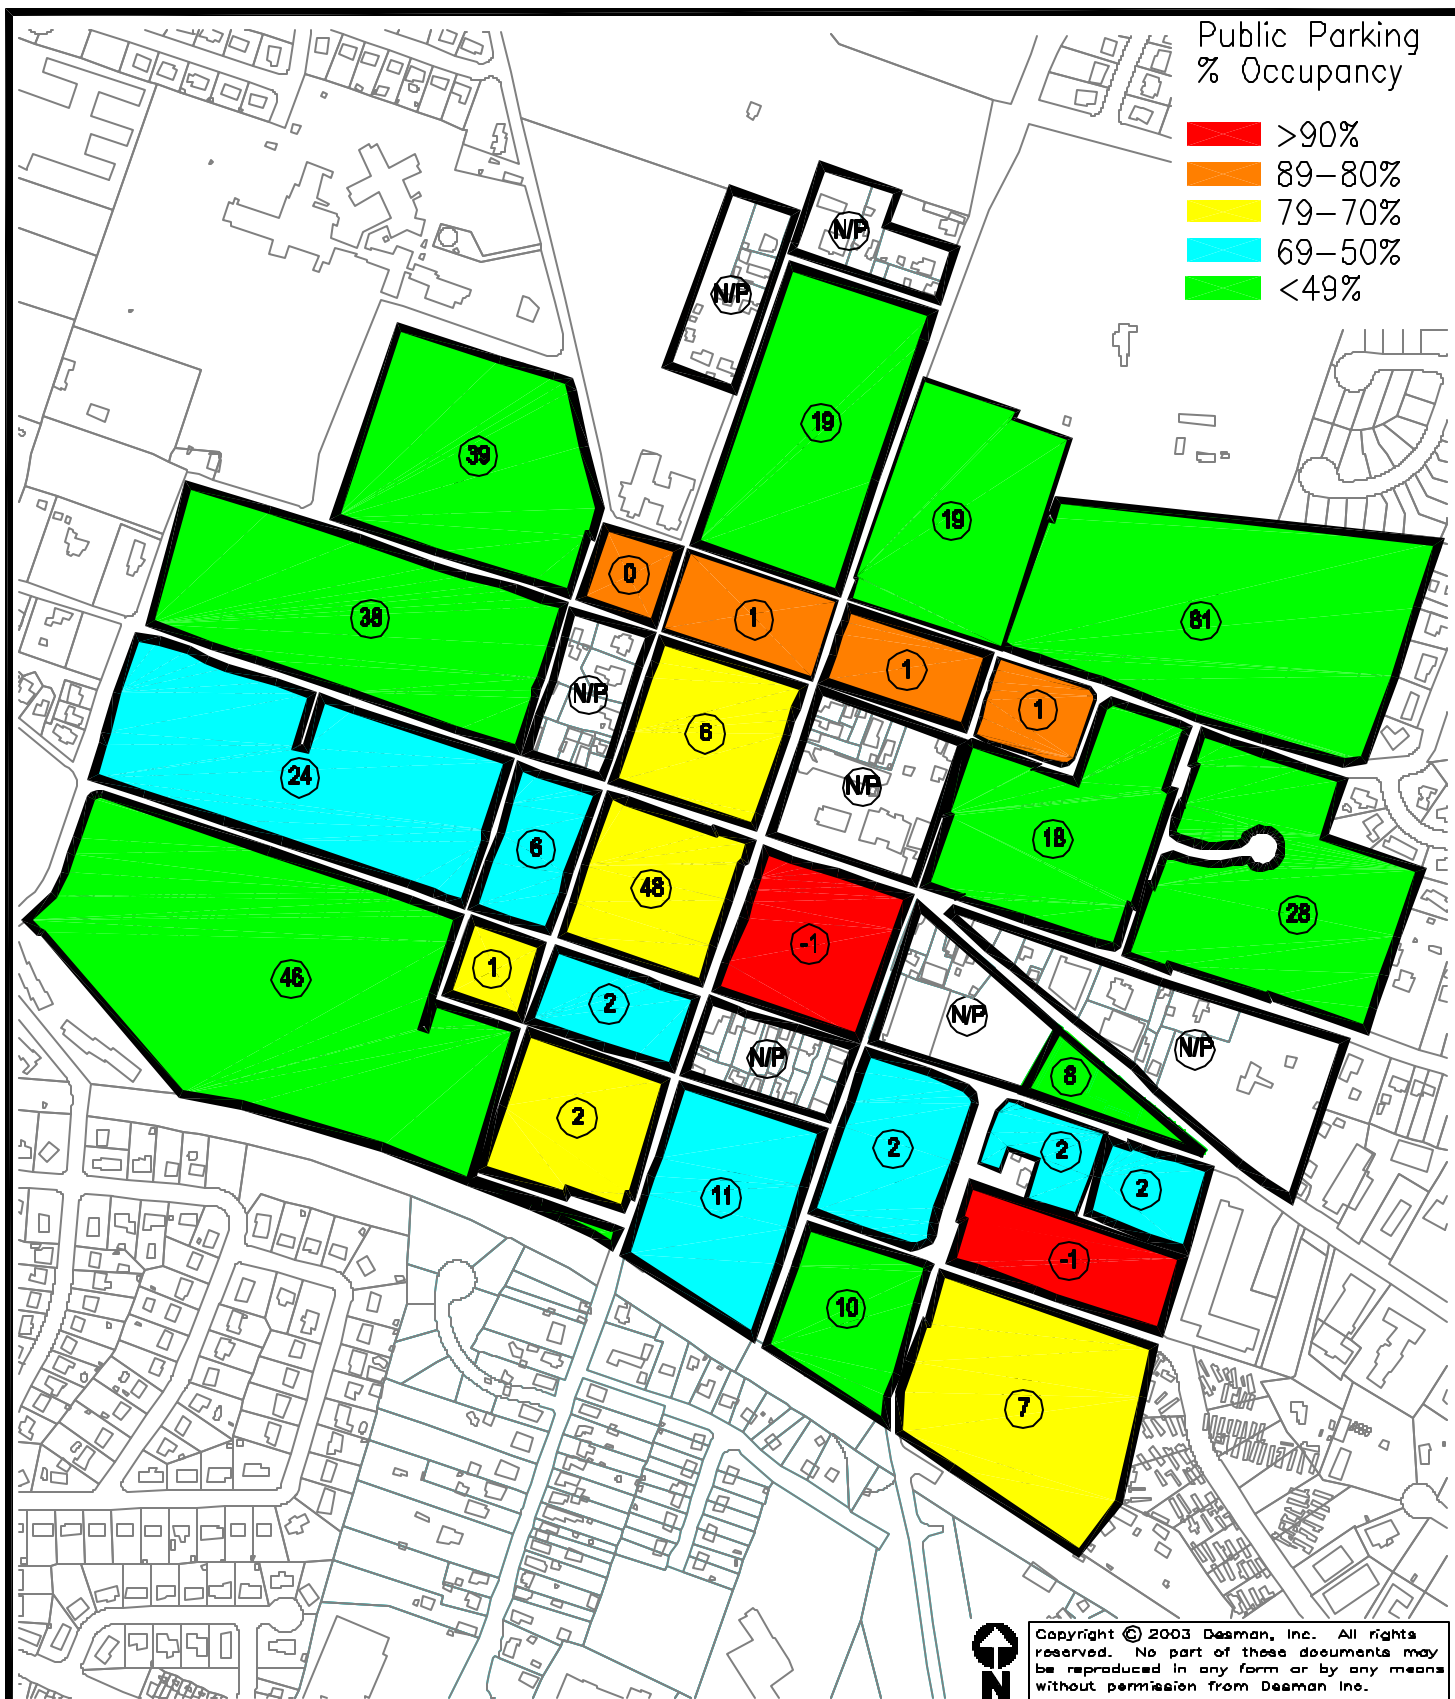 Public Parking
% Occupancy
>90%
89-80%
79-70%
69-50%
<49%
N/P
N/P
19
39
19
0
1
61
38
1
N/P
1
6
24
N/P
18
6
48
28
-1
1
46
2
N/P
N/P
N/P
8
2
2
2
2
11
-1
10
7
N
Copyright © 2003 Desman, Inc. All rights
reserved. No part of these documents may
be reproduced in any form or by any means
without permission from Desman Inc.